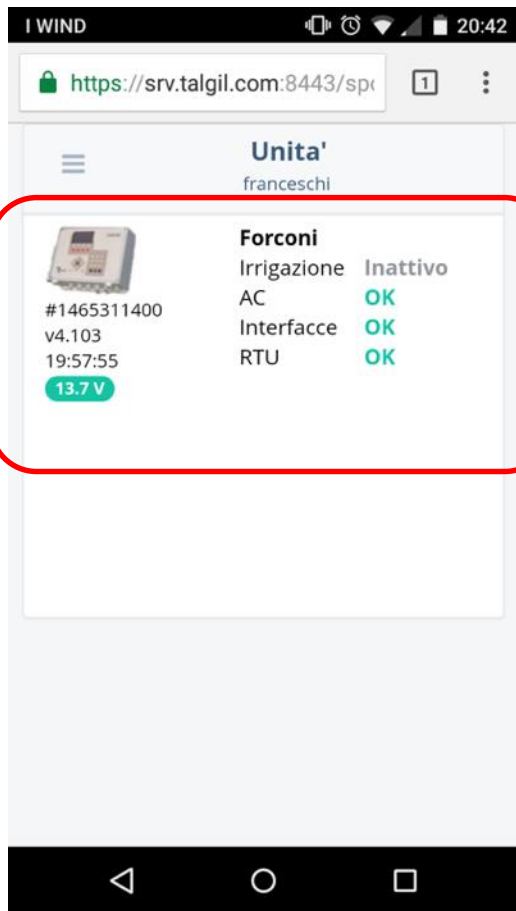 I WIND 20:42
https://srv.talgil.com:8443/spo 1
Unita'
franceschi
Forconi
Irrigazione Inattivo
AC OK
Interfacce OK
RTU OK
#1465311400
v4.103
19:57:55
13.7 V